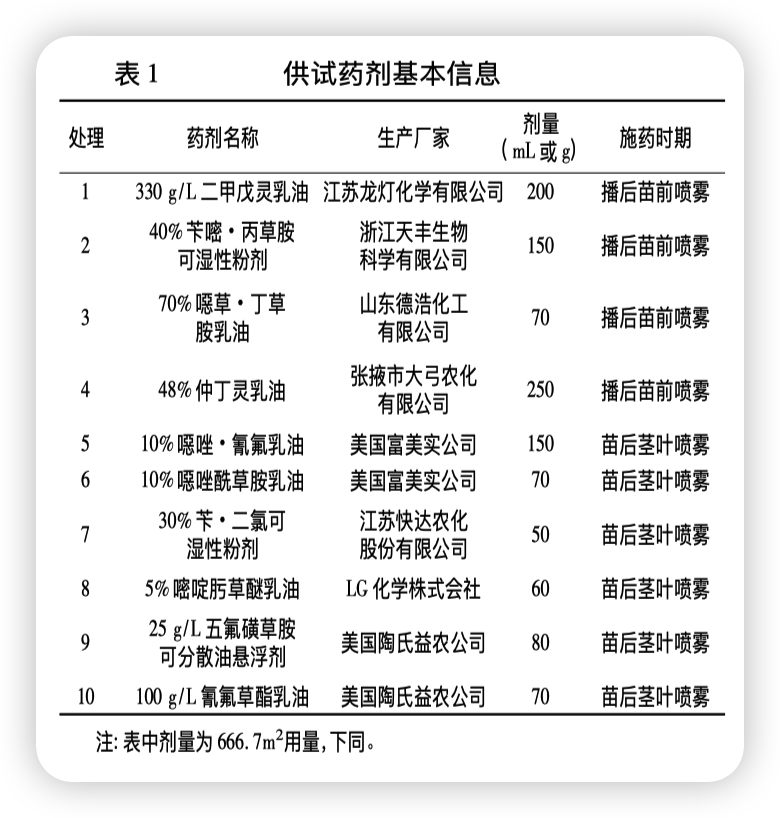 表 1 供试药剂基本信息
处理 药剂名称 生产厂家 剂量 (mL 或 g) 施药时期
1 330 g/L 二甲戊灵乳油 江苏龙灯化学有限公司 200 播后苗前喷雾
2 40% 苄嘧·丙草胺 可湿性粉剂 浙江天丰生物 科学有限公司 150 播后苗前喷雾
3 70% 噁草·丁草 胺乳油 山东德浩化工 有限公司 70 播后苗前喷雾
4 48% 仲丁灵乳油 张掖市大弓农化 有限公司 250 播后苗前喷雾
5 10% 噁唑·氰氟乳油 美国富美实公司 150 苗后茎叶喷雾
6 10% 噁唑酰草胺乳油 美国富美实公司 70 苗后茎叶喷雾
7 30% 苄·二氯可 湿性粉剂 江苏快达农化 股份有限公司 50 苗后茎叶喷雾
8 5% 嘧啶肟草醚乳油 LG 化学株式会社 60 苗后茎叶喷雾
9 25 g/L 五氟磺草胺 可分散油悬浮剂 美国陶氏益农公司 80 苗后茎叶喷雾
10 100 g/L 氰氟草酯乳油 美国陶氏益农公司 70 苗后茎叶喷雾
注: 表中剂量为 666.7m²用量,下同。